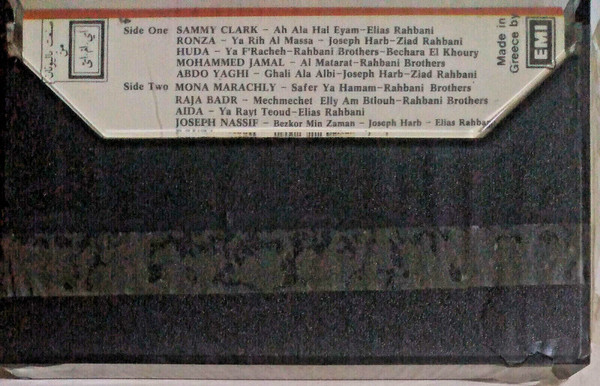 Side One SAMMY CLARK – Ah Ala Hal Eyam–Elias Rahbani
RONZA – Ya Rih Al Massa – Joseph Harb–Ziad Rahbani
HUDA – Ya F'Racheh–Rahbani Brothers–Bechara El Khoury
MOHAMMED JAMAL – Al Matarat–Rahbani Brothers
ABDO YAGHI – Ghali Ala Albi–Joseph Harb–Ziad Rahbani
Side Two MONA MARACHLY – Safer Ya Hamam–Rahbani Brothers
RAJA BADR – Mechmechet Elly Am Btlouh–Rahbani Brothers
AIDA – Ya Rayt Teoud–Elias Rahbani
JOSEPH NASSIF – Bezkor Min Zaman – Joseph Harb – Elias Rahbani
Made in
Greece by
EMI